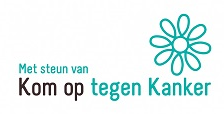 Met steun van
Kom op tegen Kanker